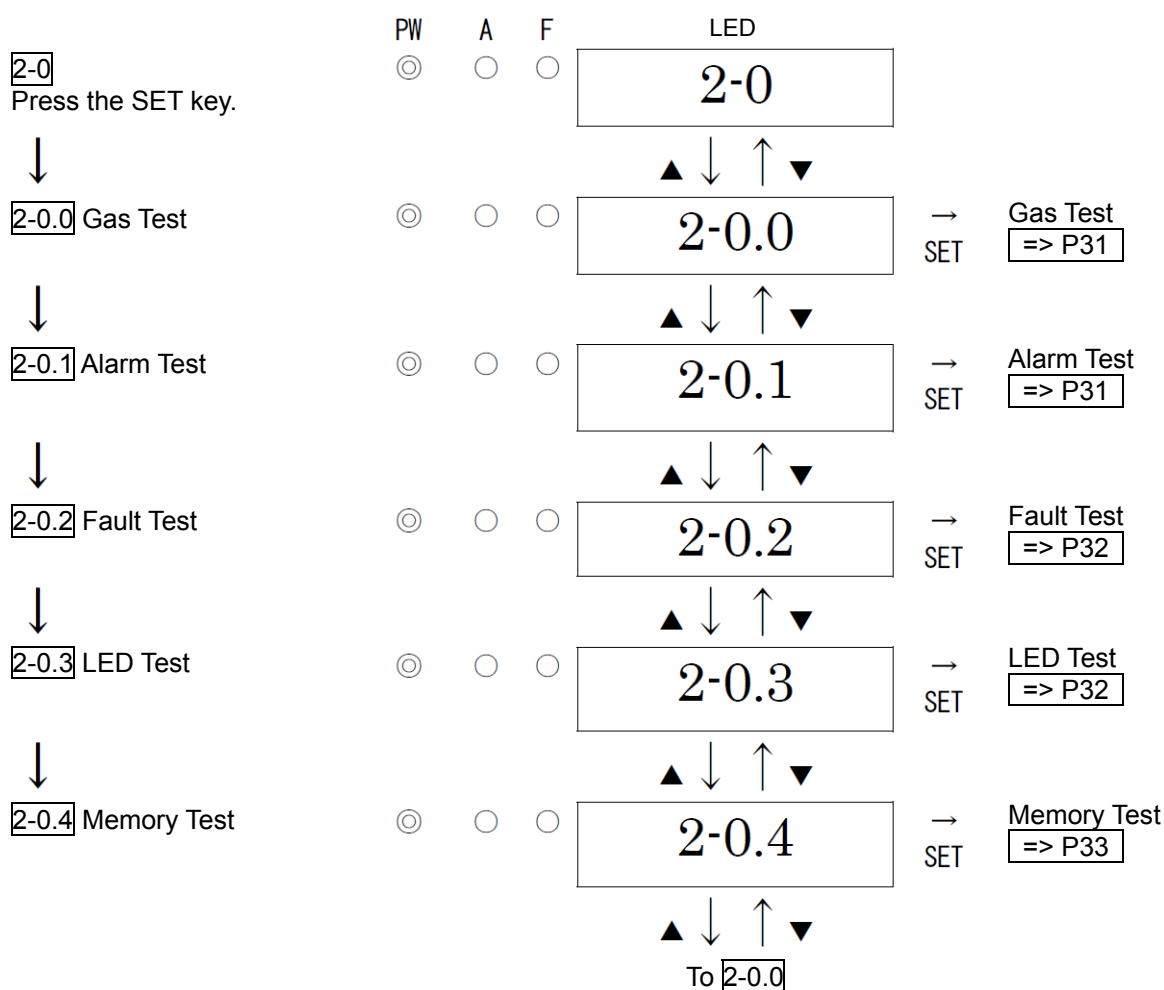 PW A F LED
2-0 ◎ ○ ○ 2-0
Press the SET key.
↓ ▲ ↓ ↑ ▼
2-0.0 Gas Test ◎ ○ ○ 2-0.0 → Gas Test
SET => P31
↓ ▲ ↓ ↑ ▼
2-0.1 Alarm Test ◎ ○ ○ 2-0.1 → Alarm Test
SET => P31
↓ ▲ ↓ ↑ ▼
2-0.2 Fault Test ◎ ○ ○ 2-0.2 → Fault Test
SET => P32
↓ ▲ ↓ ↑ ▼
2-0.3 LED Test ◎ ○ ○ 2-0.3 → LED Test
SET => P32
↓ ▲ ↓ ↑ ▼
2-0.4 Memory Test ◎ ○ ○ 2-0.4 → Memory Test
SET => P33
▲ ↓ ↑ ▼
To 2-0.0